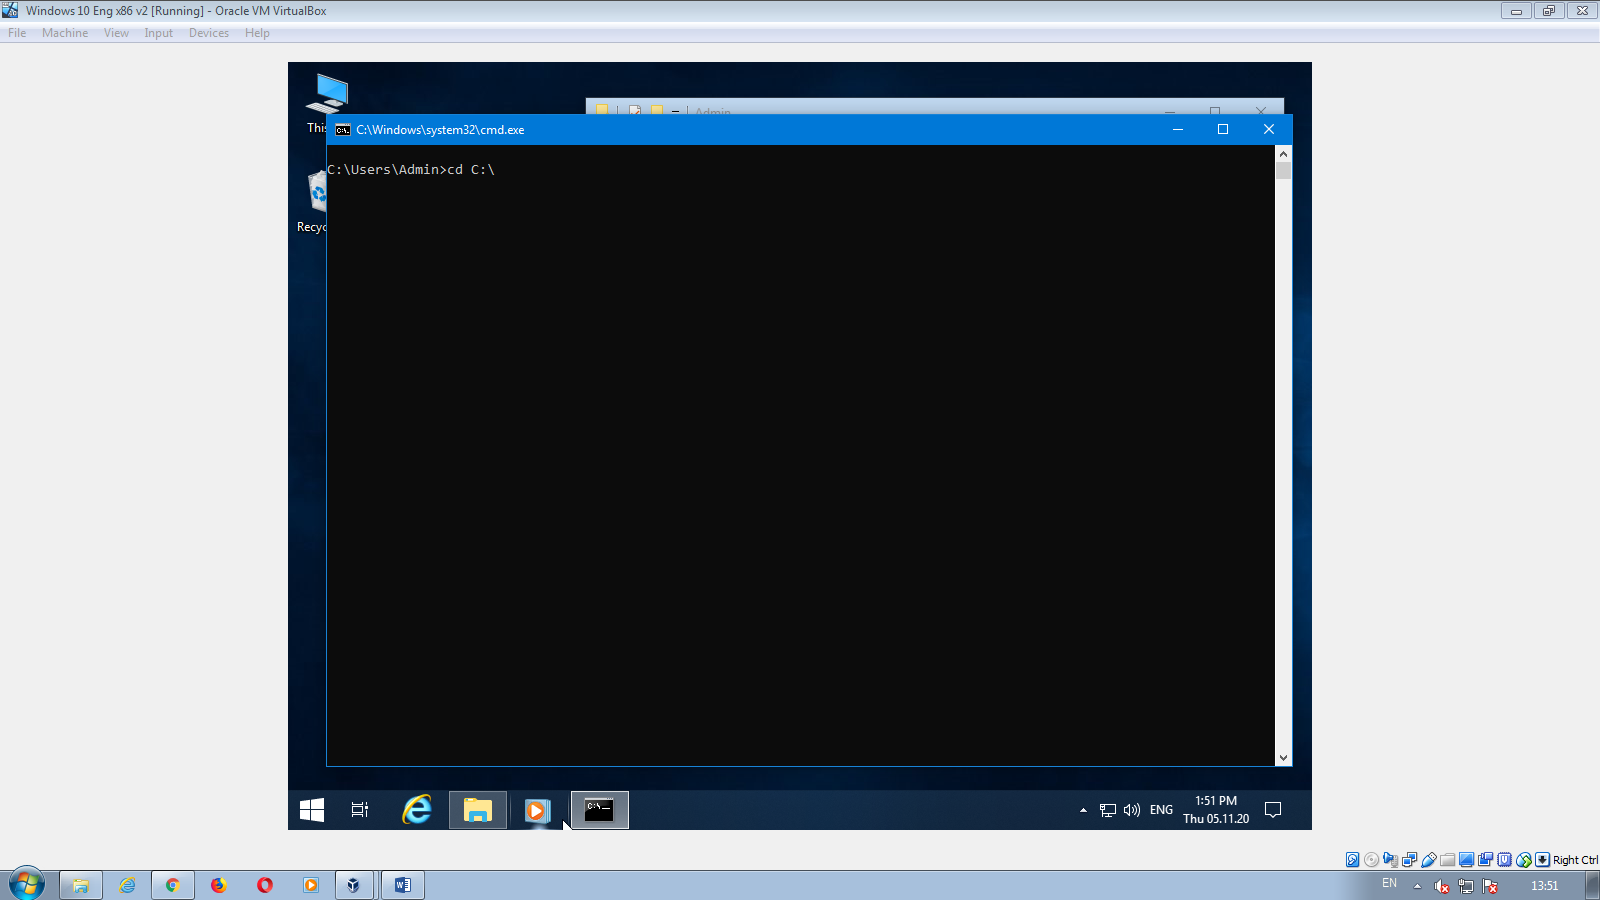 Windows 10 Eng x86 v2 [Running] - Oracle VM VirtualBox
File Machine View Input Devices Help
Admin
C:\Windows\system32\cmd.exe
C:\Users\Admin>cd C:\
1:51 PM
ENG
Thu 05.11.20
Right Ctrl
EN
13:51